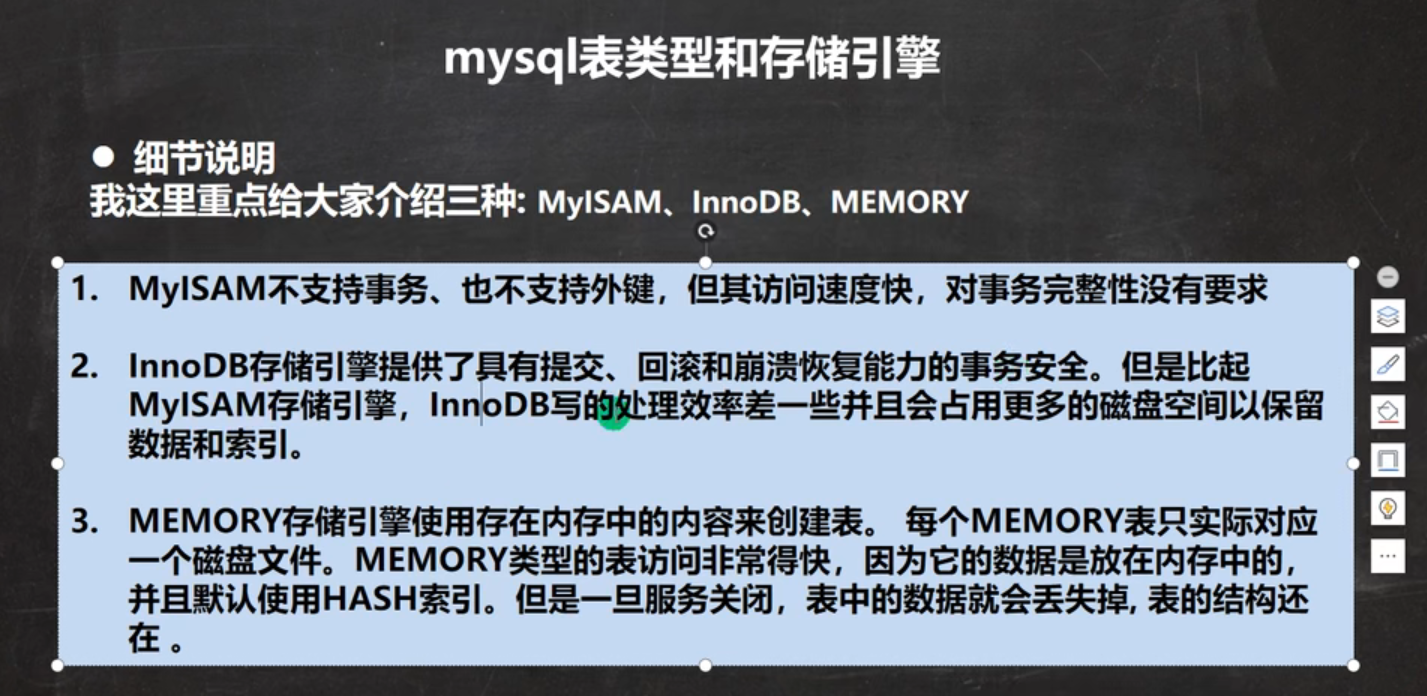 mysql表类型和存储引擎
● 细节说明
我这里重点给大家介绍三种: MyISAM、InnoDB、MEMORY
1. MyISAM不支持事务、也不支持外键，但其访问速度快，对事务完整性没有要求
2. InnoDB存储引擎提供了具有提交、回滚和崩溃恢复能力的事务安全。但是比起
MyISAM存储引擎，InnoDB写的处理效率差一些并且会占用更多的磁盘空间以保留
数据和索引。
3. MEMORY存储引擎使用存在内存中的内容来创建表。 每个MEMORY表只实际对应
一个磁盘文件。MEMORY类型的表访问非常得快，因为它的数据是放在内存中的，
并且默认使用HASH索引。但是一旦服务关闭，表中的数据就会丢失掉, 表的结构还
在 。